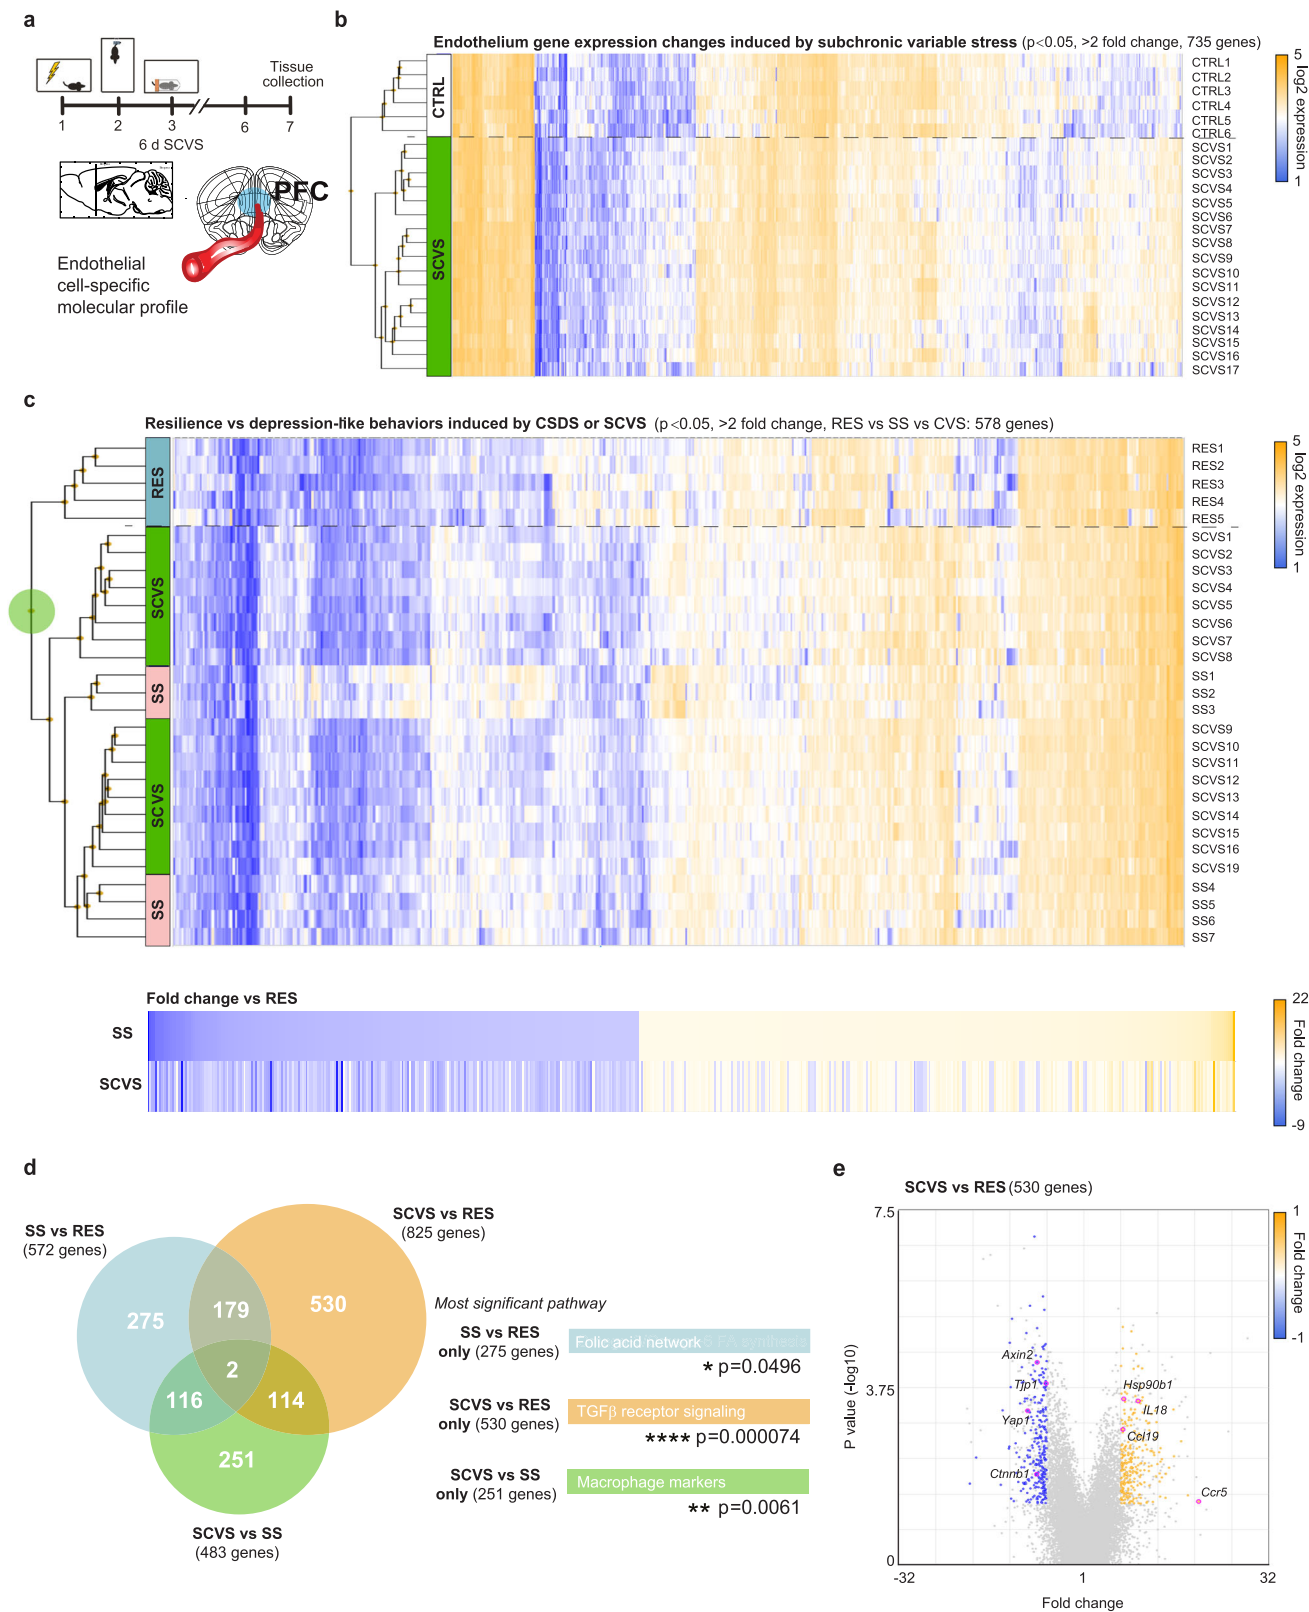 a
Tissue
collection
1
2
3
6
7
6 d SCVS
PFC
Endothelial
cell-specific
molecular profile
b
Endothelium gene expression changes induced by subchronic variable stress (p<0.05, >2 fold change, 735 genes)
CTRL
SCVS
CTRL1
CTRL2
CTRL3
CTRL4
CTRL5
CTRL6
SCVS1
SCVS2
SCVS3
SCVS4
SCVS5
SCVS6
SCVS7
SCVS8
SCVS9
SCVS10
SCVS11
SCVS12
SCVS13
SCVS14
SCVS15
SCVS16
SCVS17
5
log2 expression
1
c
Resilience vs depression-like behaviors induced by CSDS or SCVS (p<0.05, >2 fold change, RES vs SS vs CVS: 578 genes)
RES
SCVS
SS
SCVS
SS
RES1
RES2
RES3
RES4
RES5
SCVS1
SCVS2
SCVS3
SCVS4
SCVS5
SCVS6
SCVS7
SCVS8
SS1
SS2
SS3
SCVS9
SCVS10
SCVS11
SCVS12
SCVS13
SCVS14
SCVS15
SCVS16
SCVS19
SS4
SS5
SS6
SS7
5
log2 expression
1
Fold change vs RES
SS
SCVS
22
Fold change
-9
d
SS vs RES
(572 genes)
SCVS vs RES
(825 genes)
275
179
530
2
116
114
251
SCVS vs SS
(483 genes)
Most significant pathway
SS vs RES
only (275 genes)
Folic acid network
* p=0.0496
SCVS vs RES
only (530 genes)
TGFβ receptor signaling
**** p=0.000074
SCVS vs SS
only (251 genes)
Macrophage markers
** p=0.0061
e
SCVS vs RES (530 genes)
7.5
3.75
0
P value (-log10)
Axin2
Tjp1
Yap1
Ctnnb1
Hsp90b1
IL18
Ccl19
Ccr5
-32
1
32
Fold change
1
Fold change
-1